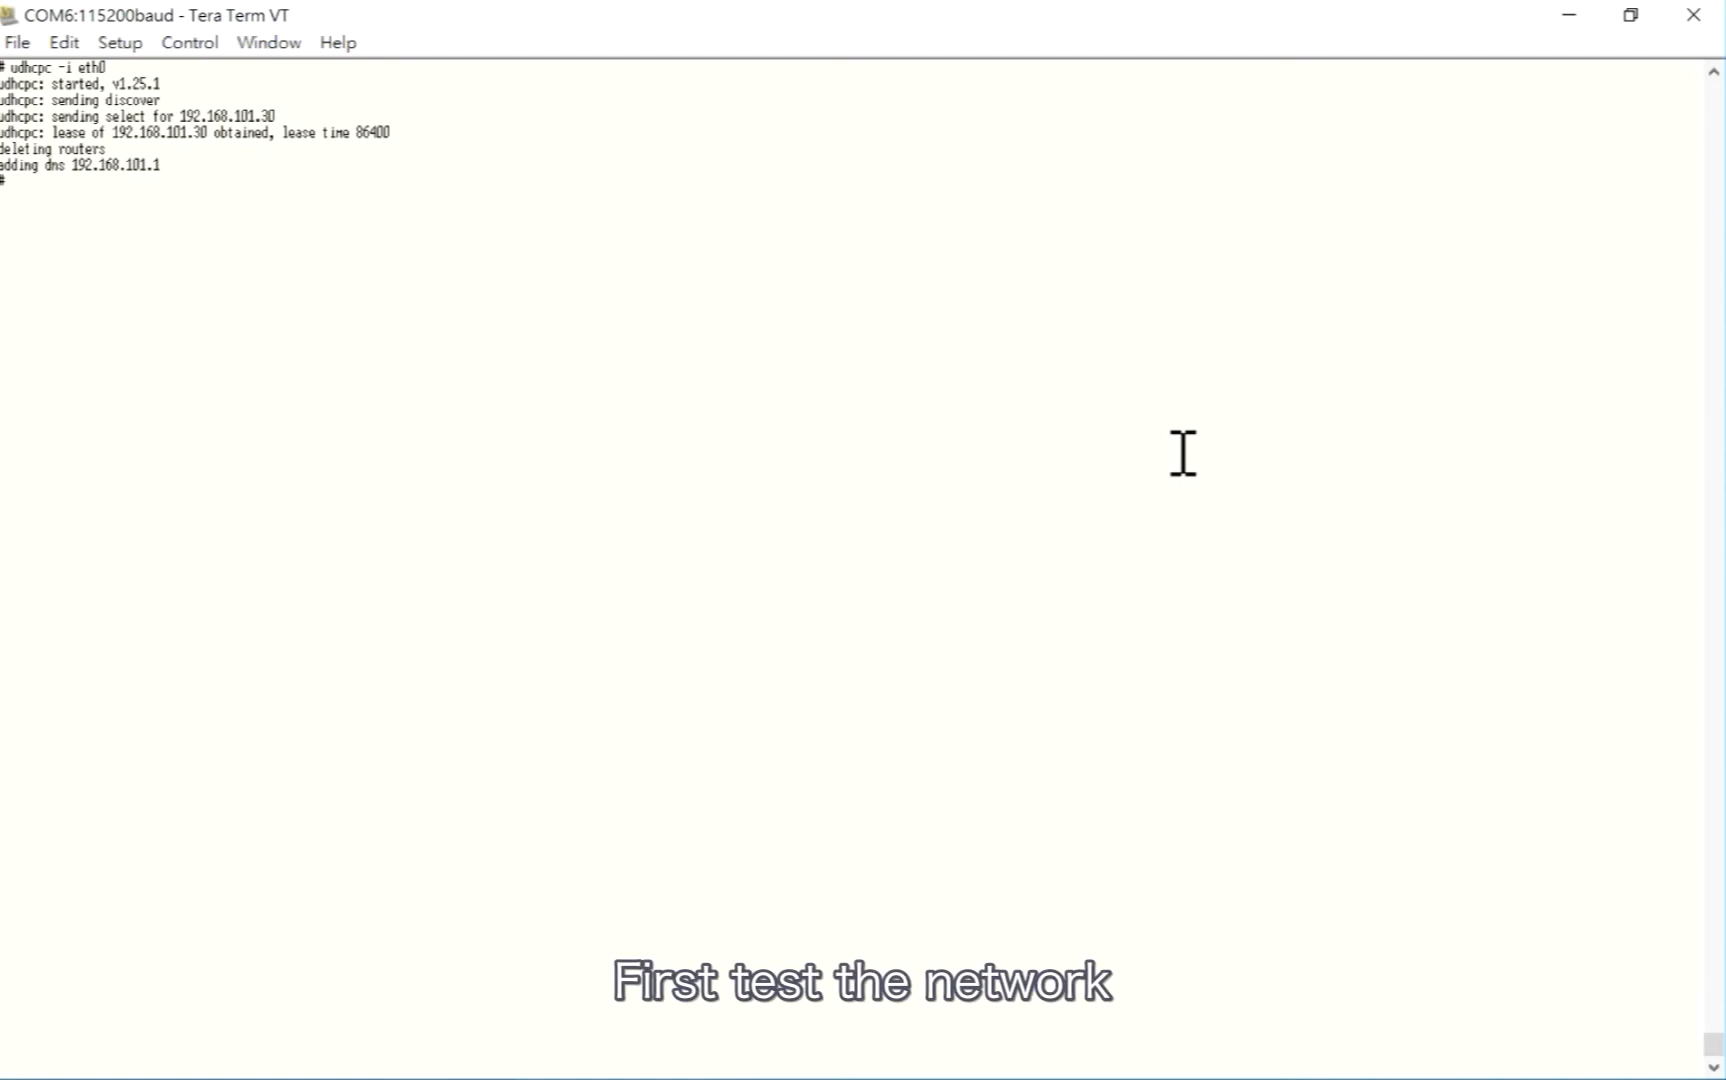 COM6:115200baud - Tera Term VT
File Edit Setup Control Window Help
# udhcpc -i eth0
udhcpc: started, v1.25.1
udhcpc: sending discover
udhcpc: sending select for 192.168.101.30
udhcpc: lease of 192.168.101.30 obtained, lease time 86400
deleting routers
adding dns 192.168.101.1
#
First test the network